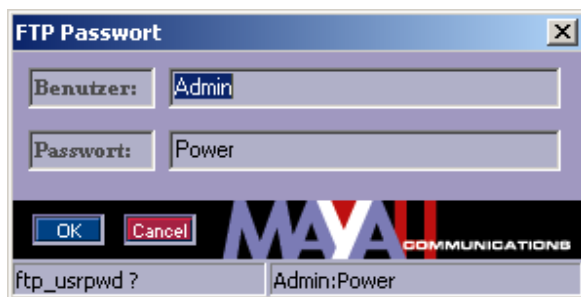 FTP Passwort
Benutzer: Admin
Passwort: Power
OK Cancel MAYAH COMMUNICATIONS
ftp_usrpwd ? Admin:Power